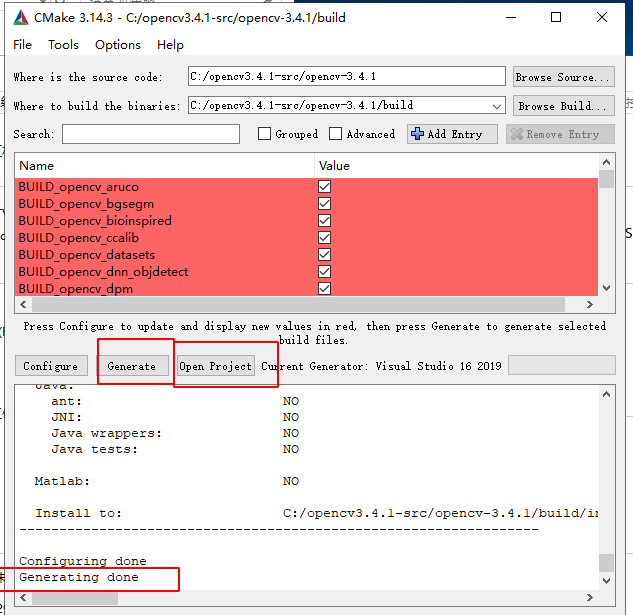 CMake 3.14.3 - C:/opencv3.4.1-src/opencv-3.4.1/build
File Tools Options Help
Where is the source code: C:/opencv3.4.1-src/opencv-3.4.1 Browse Source...
Where to build the binaries: C:/opencv3.4.1-src/opencv-3.4.1/build Browse Build...
Search: Grouped Advanced Add Entry Remove Entry
Name Value
BUILD_opencv_aruco
BUILD_opencv_bgsegm
BUILD_opencv_bioinspired
BUILD_opencv_ccalib
BUILD_opencv_datasets
BUILD_opencv_dnn_objdetect
BUILD_opencv_dpm
Press Configure to update and display new values in red, then press Generate to generate selected
build files.
Configure Generate Open Project Current Generator: Visual Studio 16 2019
Java:
ant: NO
JNI: NO
Java wrappers: NO
Java tests: NO
Matlab: NO
Install to: C:/opencv3.4.1-src/opencv-3.4.1/build/in
-----------------------------------------------------------------
Configuring done
Generating done